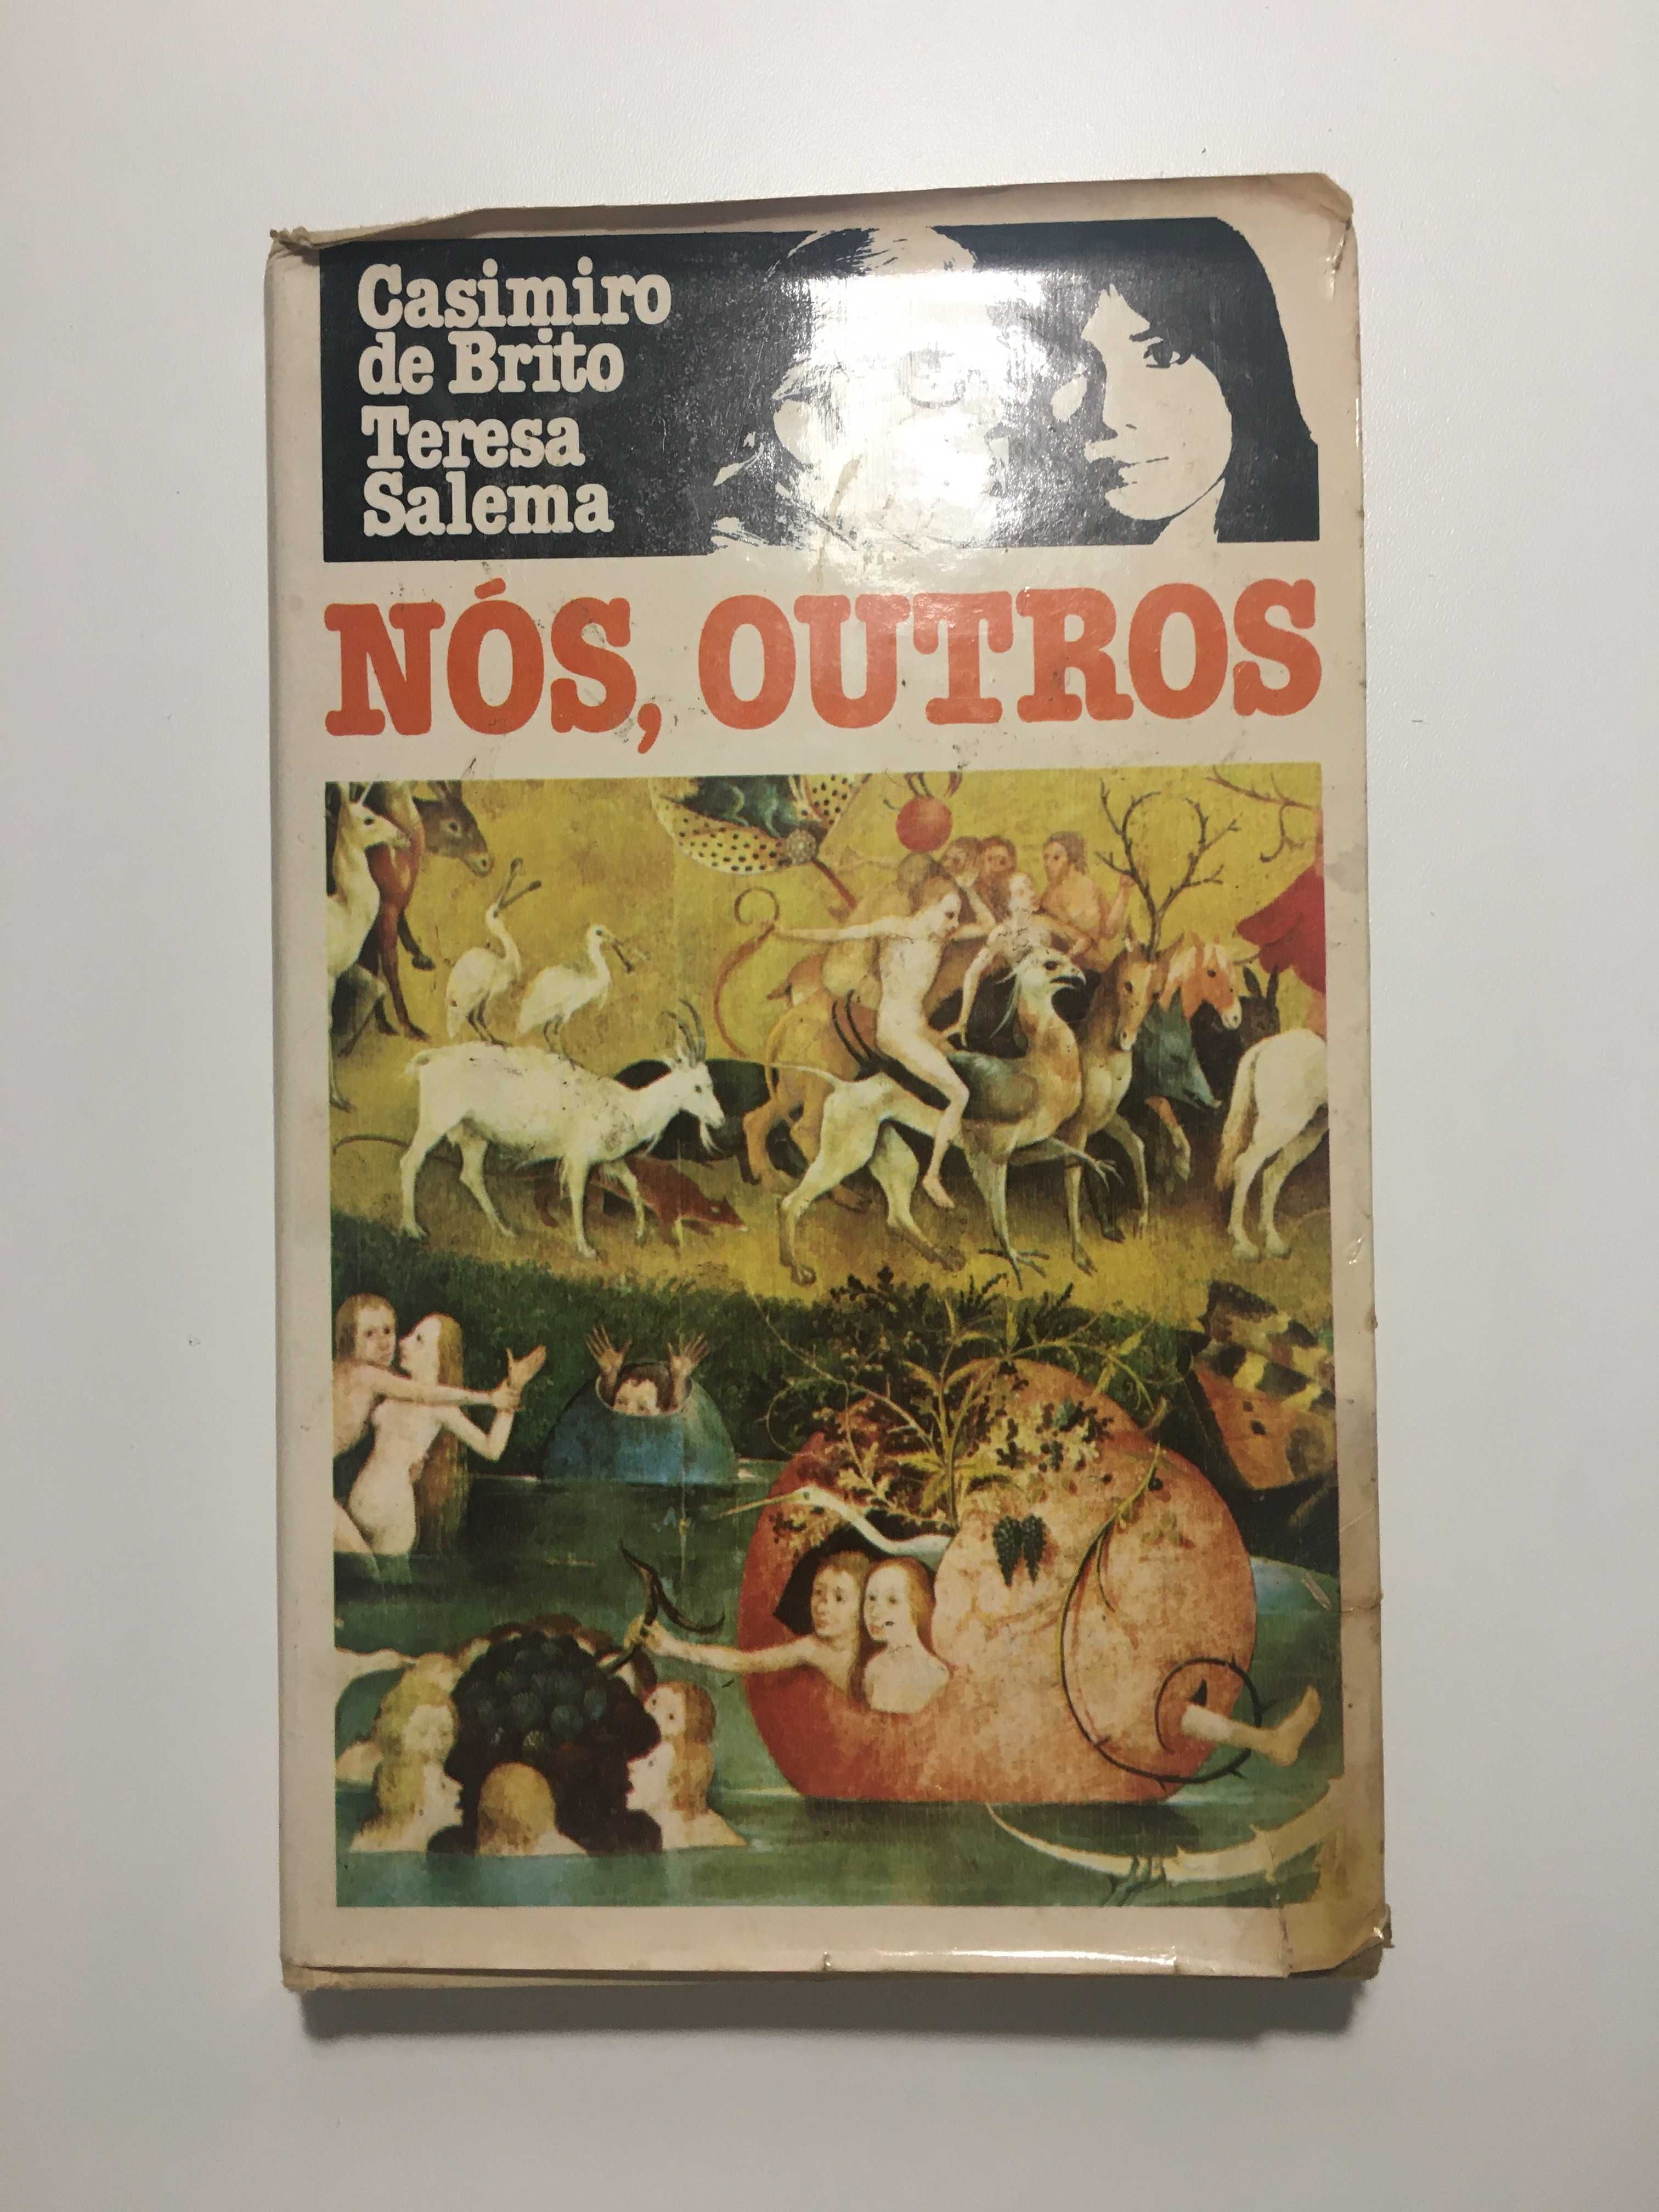 Casimiro
de Brito
Teresa
Salema
NÓS, OUTROS